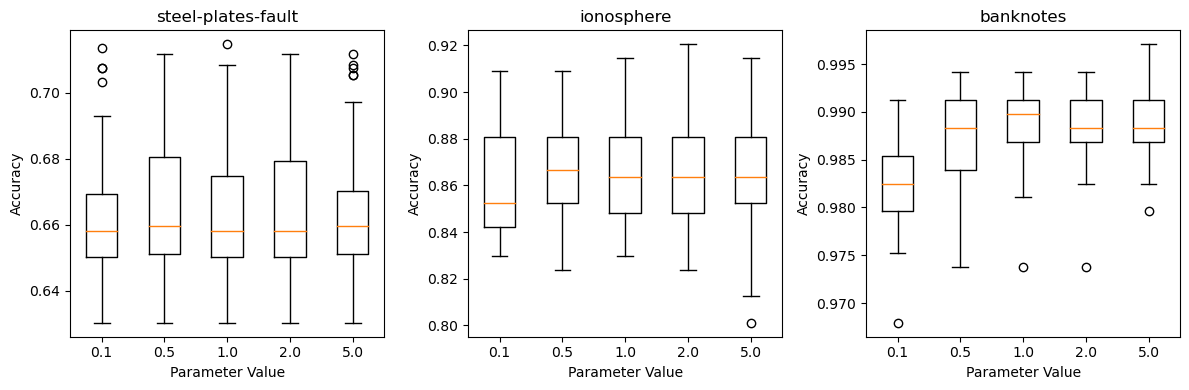 steel-plates-fault
Accuracy
0.70
0.68
0.66
0.64
0.1 0.5 1.0 2.0 5.0
Parameter Value
ionosphere
Accuracy
0.92
0.90
0.88
0.86
0.84
0.82
0.80
0.1 0.5 1.0 2.0 5.0
Parameter Value
banknotes
Accuracy
0.995
0.990
0.985
0.980
0.975
0.970
0.1 0.5 1.0 2.0 5.0
Parameter Value